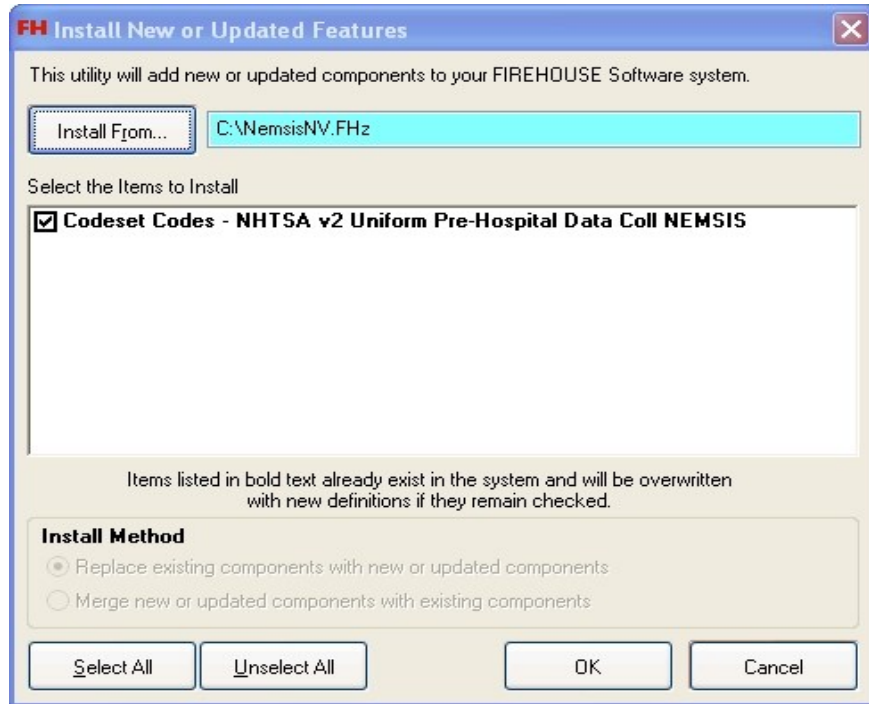 FH Install New or Updated Features
This utility will add new or updated components to your FIREHOUSE Software system.
Install From...
C:\NemsisNV.FHz
Select the Items to Install
Codeset Codes - NHTSA v2 Uniform Pre-Hospital Data Coll NEMSIS
Items listed in bold text already exist in the system and will be overwritten
with new definitions if they remain checked.
Install Method
Replace existing components with new or updated components
Merge new or updated components with existing components
Select All
Unselect All
OK
Cancel